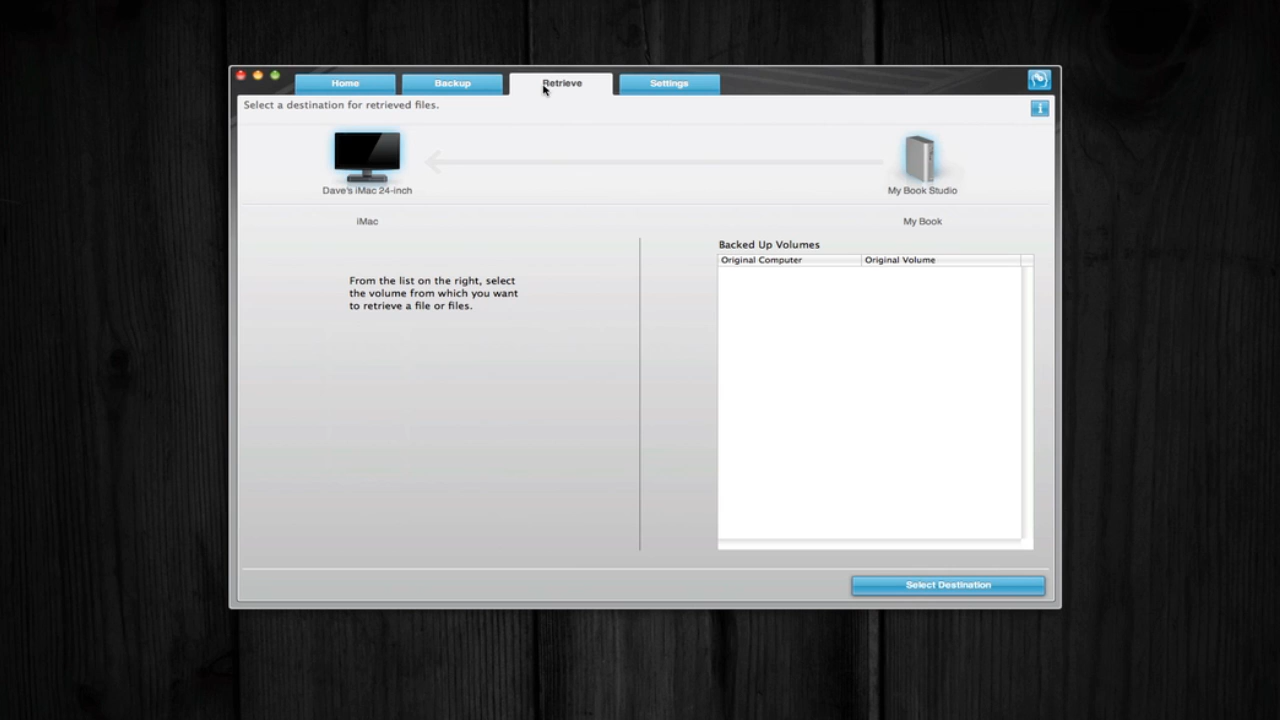 Home
Backup
Retrieve
Settings
Select a destination for retrieved files.
i
Dave's iMac 24-inch
My Book Studio
iMac
My Book
Backed Up Volumes
Original Computer
Original Volume
From the list on the right, select
the volume from which you want
to retrieve a file or files.
Select Destination